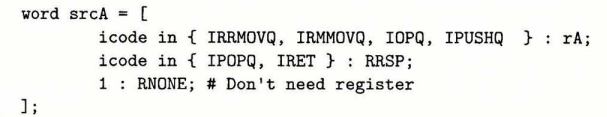 word srcA = [
icode in { IRRMOVQ, IRMMOVQ, IOPQ, IPUSHQ } : rA;
icode in { IPOPQ, IRET } : RRSP;
1 : RNONE; # Don't need register
];